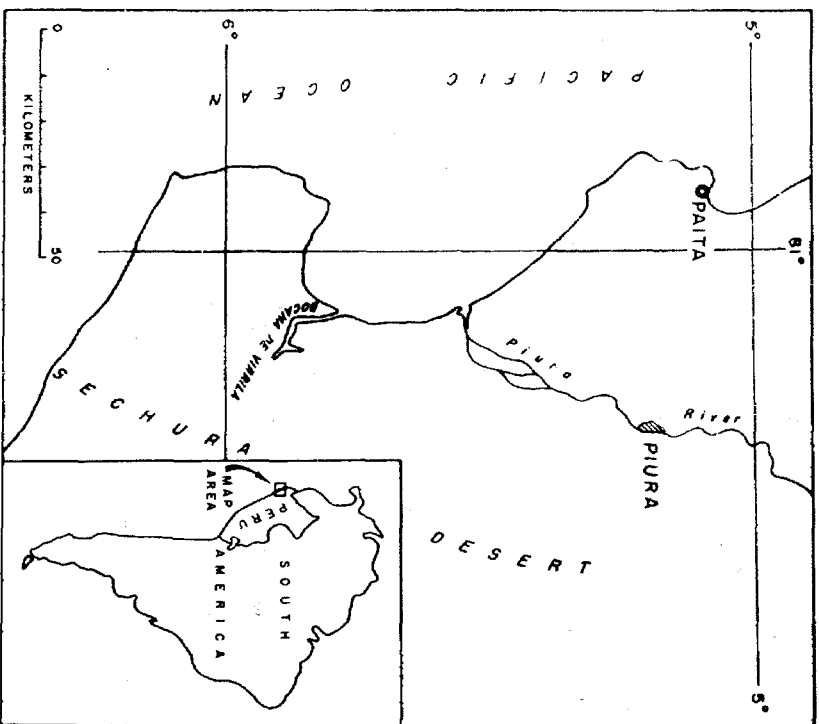 5°
81°
5°
PAITA
PACIFIC OCEAN
Piura River
PIURA
BOCANA DE VIRRILA
6°
SECHURA DESERT
0 50
KILOMETERS
MAP
AREA
PERU
SOUTH
AMERICA